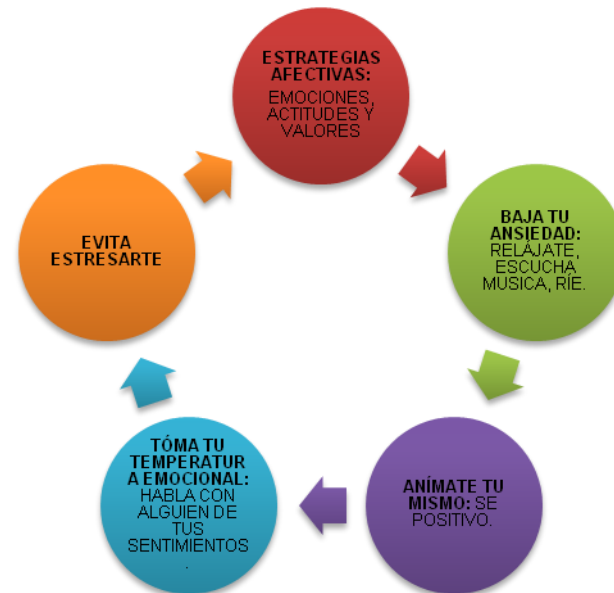 ESTRATEGIAS
AFECTIVAS:
EMOCIONES,
ACTITUDES Y
VALORES
BAJA TU
ANSIEDAD:
RELÁJATE,
ESCUCHA
MUSICA, RÍE.
ANÍMATE TU
MISMO: SE
POSITIVO.
TÓMA TU
TEMPERATUR
A EMOCIONAL:
HABLA CON
ALGUIEN DE
TUS
SENTIMIENTOS
.
EVITA
ESTRESARTE